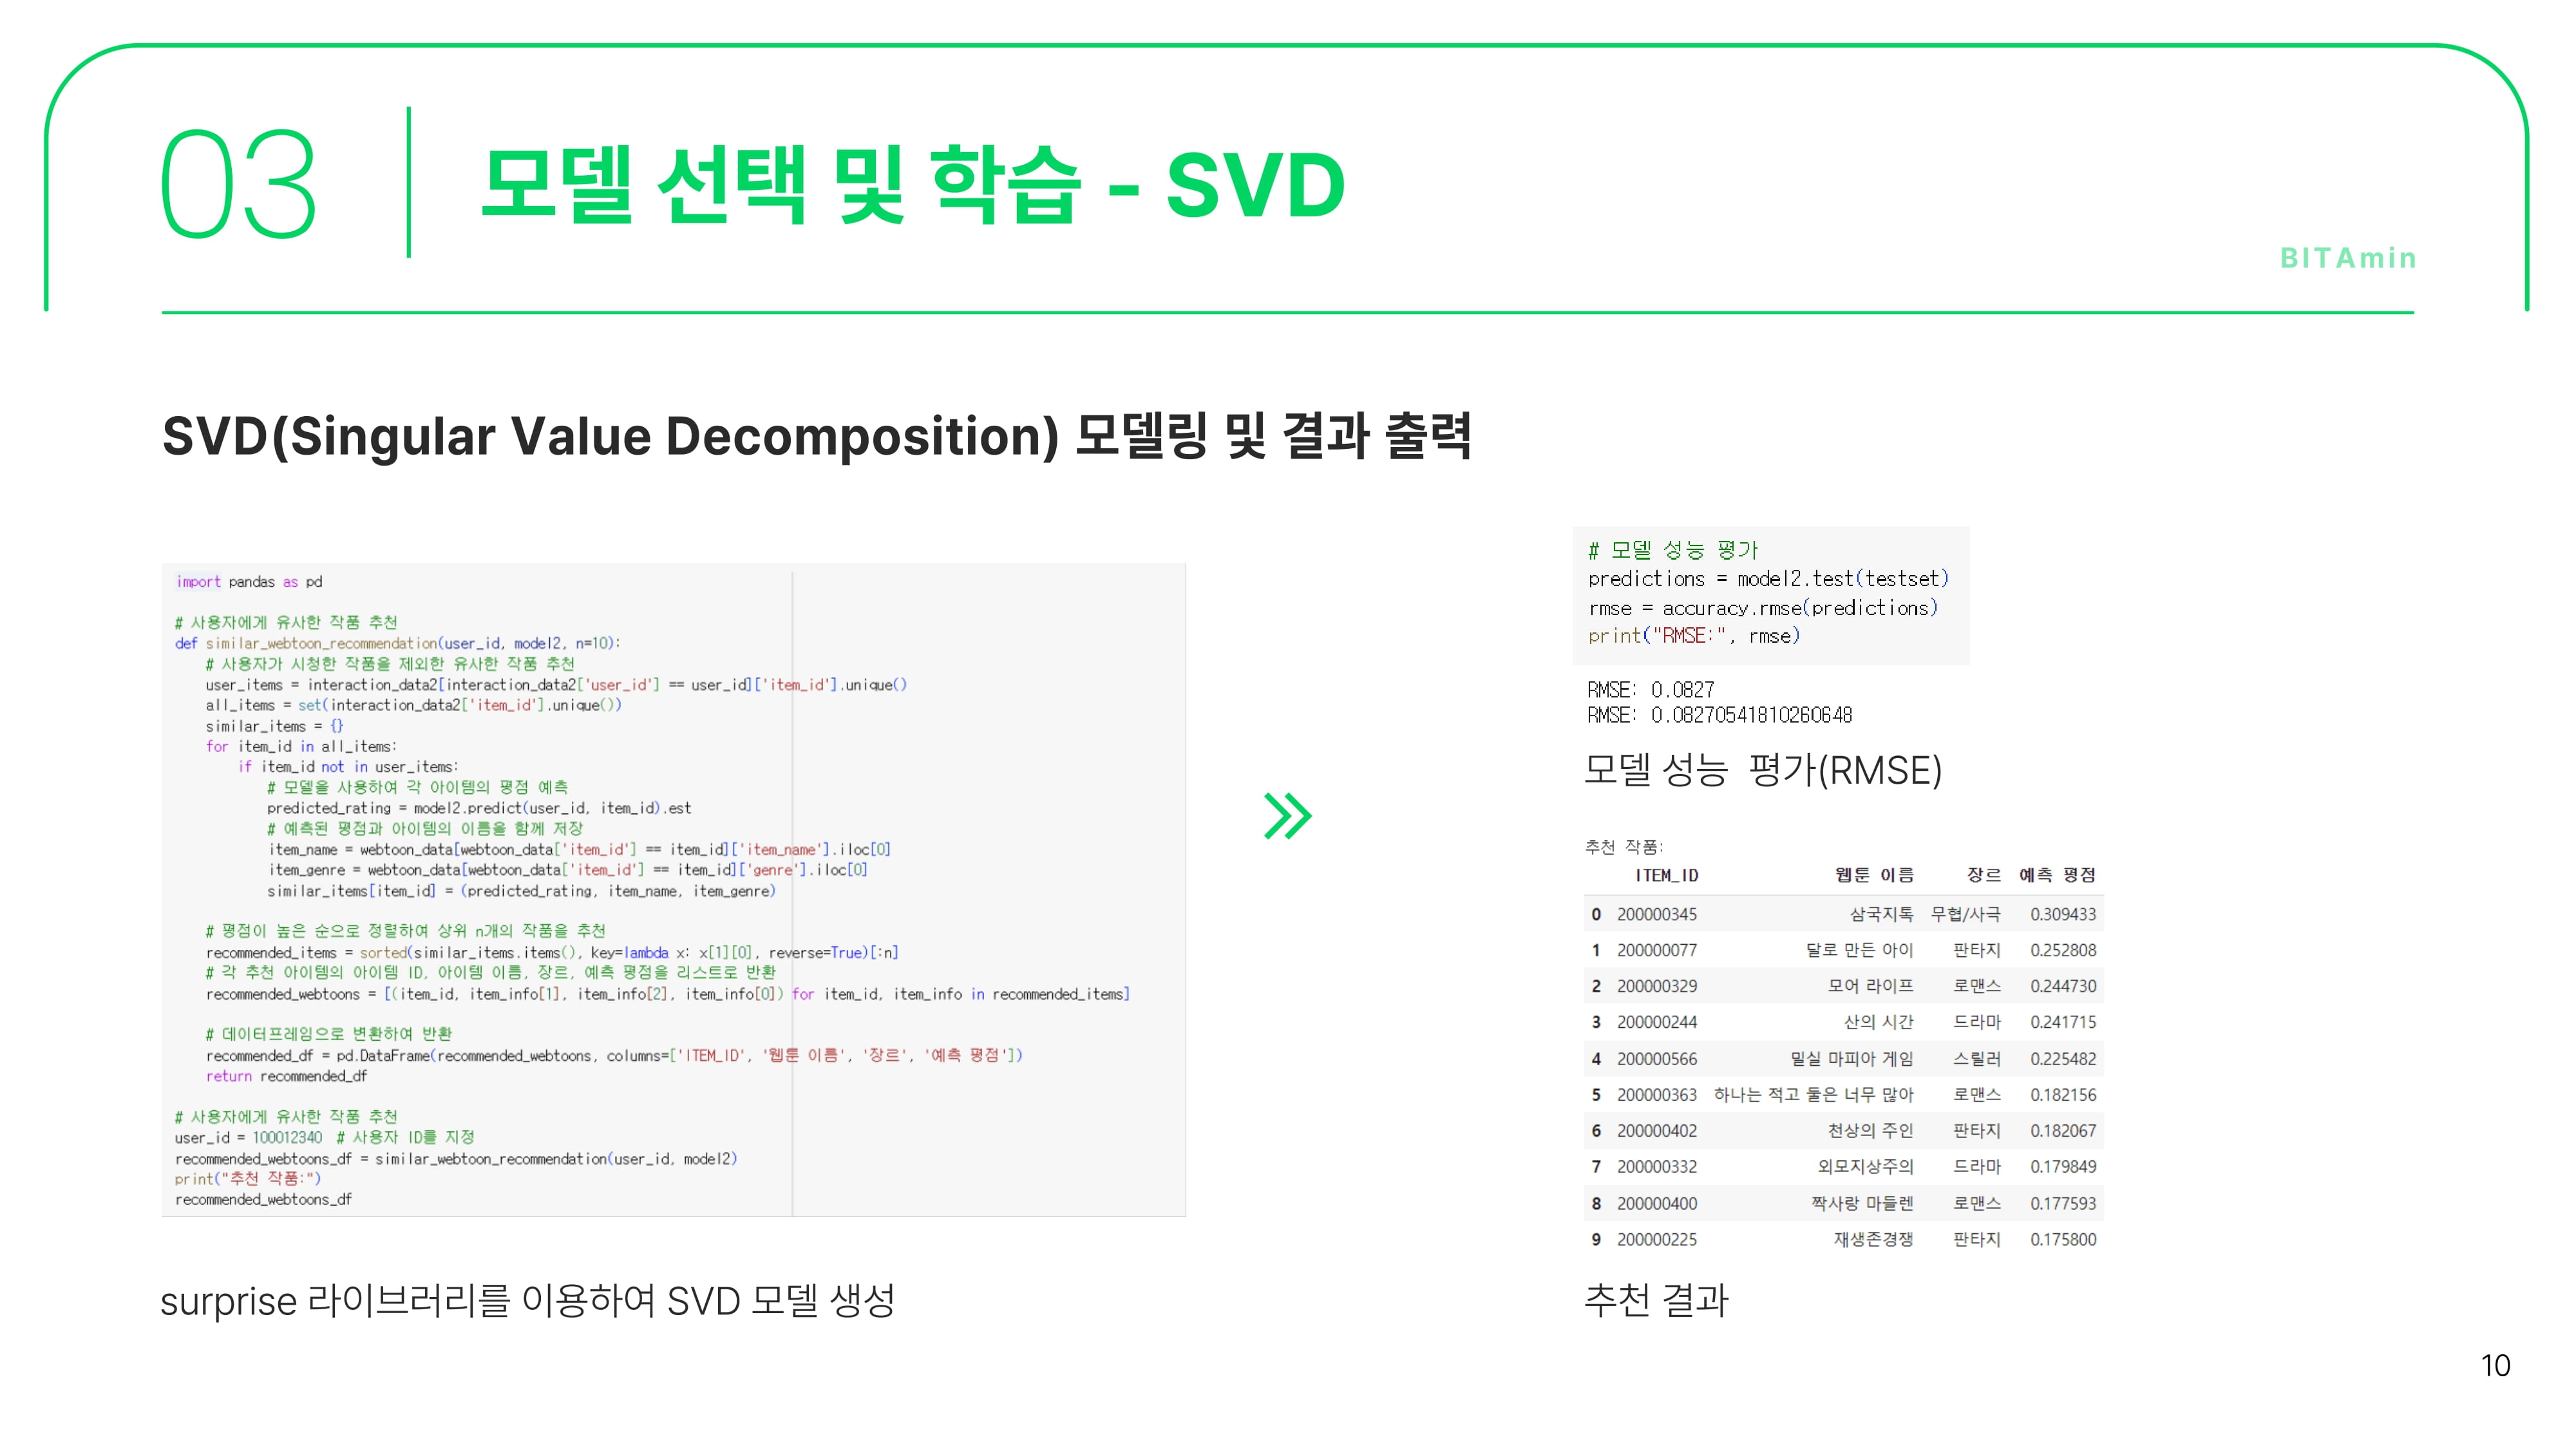 03
모델 선택 및 학습 - SVD
BITAmin
SVD(Singular Value Decomposition) 모델링 및 결과 출력
import pandas as pd
# 사용자에게 유사한 작품 추천
def similar_webtoon_recommendation(user_id, model2, n=10):
# 사용자가 시청한 작품을 제외한 유사한 작품 추천
user_items = interaction_data2[interaction_data2['user_id'] == user_id]['item_id'].unique()
all_items = set(interaction_data2['item_id'].unique())
similar_items = {}
for item_id in all_items:
if item_id not in user_items:
# 모델을 사용하여 각 아이템의 평점 예측
predicted_rating = model2.predict(user_id, item_id).est
# 예측된 평점과 아이템의 이름을 함께 저장
item_name = webtoon_data[webtoon_data['item_id'] == item_id]['item_name'].iloc[0]
item_genre = webtoon_data[webtoon_data['item_id'] == item_id]['genre'].iloc[0]
similar_items[item_id] = (predicted_rating, item_name, item_genre)
# 평점이 높은 순으로 정렬하여 상위 n개의 작품을 추천
recommended_items = sorted(similar_items.items(), key=lambda x: x[1][0], reverse=True)[:n]
# 각 추천 아이템의 아이템 ID, 아이템 이름, 장르, 예측 평점을 리스트로 반환
recommended_webtoons = [(item_id, item_info[1], item_info[2], item_info[0]) for item_id, item_info in recommended_items]
# 데이터프레임으로 변환하여 반환
recommended_df = pd.DataFrame(recommended_webtoons, columns=['ITEM_ID', '웹툰 이름', '장르', '예측 평점'])
return recommended_df
# 사용자에게 유사한 작품 추천
user_id = 100012340 # 사용자 ID를 지정
recommended_webtoons_df = similar_webtoon_recommendation(user_id, model2)
print("추천 작품:")
recommended_webtoons_df
surprise 라이브러리를 이용하여 SVD 모델 생성
# 모델 성능 평가
predictions = model2.test(testset)
rmse = accuracy.rmse(predictions)
print("RMSE:", rmse)
RMSE: 0.0827
RMSE: 0.08270541810260648
모델 성능 평가(RMSE)
추천 작품:
ITEM_ID 웹툰 이름 장르 예측 평점
0 200000345 삼국지톡 무협/사극 0.309433
1 200000077 달로 만든 아이 판타지 0.252808
2 200000329 모어 라이프 로맨스 0.244730
3 200000244 산의 시간 드라마 0.241715
4 200000566 밀실 마피아 게임 스릴러 0.225482
5 200000363 하나는 적고 둘은 너무 많아 로맨스 0.182156
6 200000402 천상의 주인 판타지 0.182067
7 200000332 외모지상주의 드라마 0.179849
8 200000400 짝사랑 마들렌 로맨스 0.177593
9 200000225 재생존경쟁 판타지 0.175800
추천 결과
10